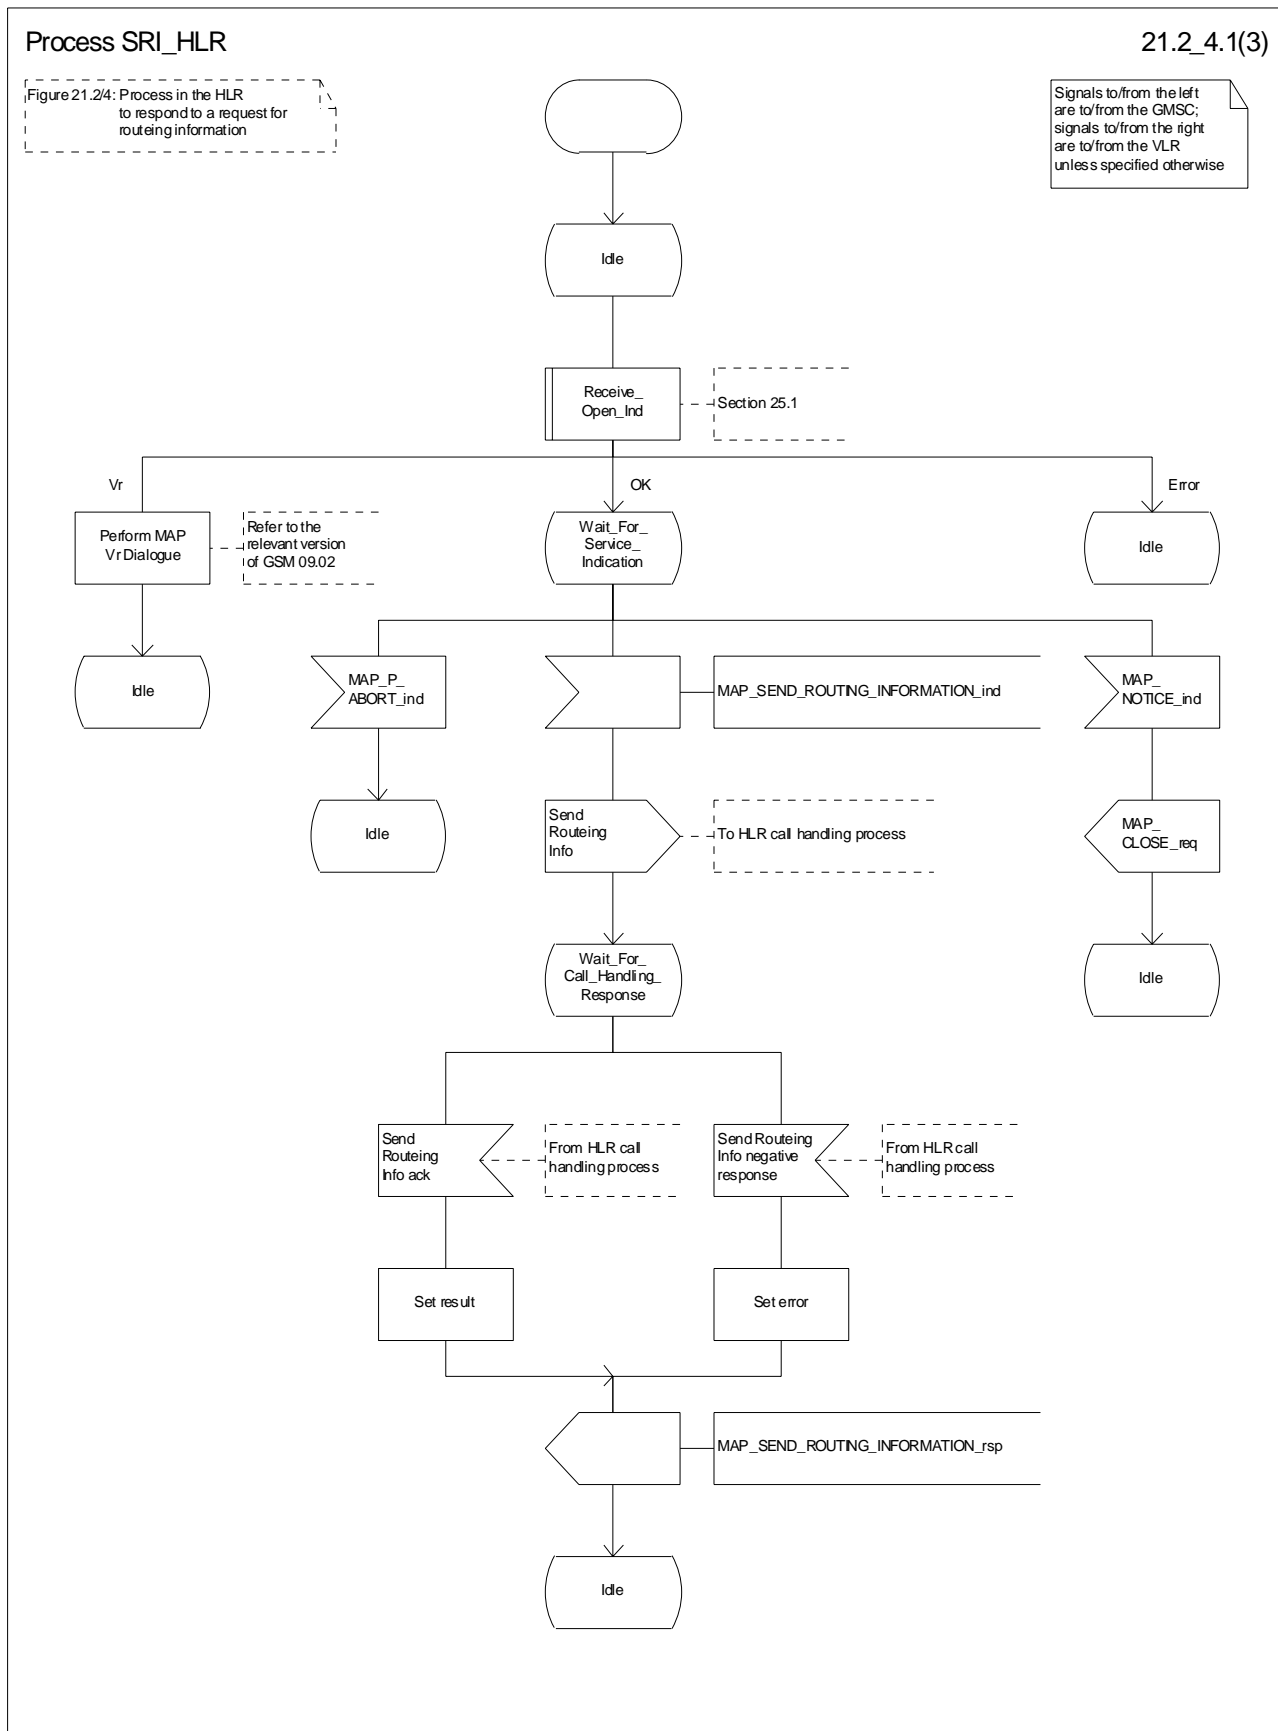 Process SRI_HLR
21.2_4.1(3)
Figure 21.2/4: Process in the HLR
to respond to a request for
routeing information
Signals to/from the left
are to/from the GMSC;
signals to/from the right
are to/from the VLR
unless specified otherwise
Idle
Receive_
Open_Ind
Section 25.1
Vr
OK
Error
Perform MAP
Vr Dialogue
Refer to the
relevant version
of GSM 09.02
Wait_For_
Service_
Indication
Idle
Idle
MAP_P_
ABORT_ind
MAP_SEND_ROUTING_INFORMATION_ind
MAP_
NOTICE_ind
Idle
Send
Routeing
Info
To HLR call handling process
MAP_
CLOSE_req
Wait_For_
Call_Handling_
Response
Idle
Send
Routeing
Info ack
From HLR call
handling process
Send Routeing
Info negative
response
From HLR call
handling process
Set result
Set error
MAP_SEND_ROUTING_INFORMATION_rsp
Idle